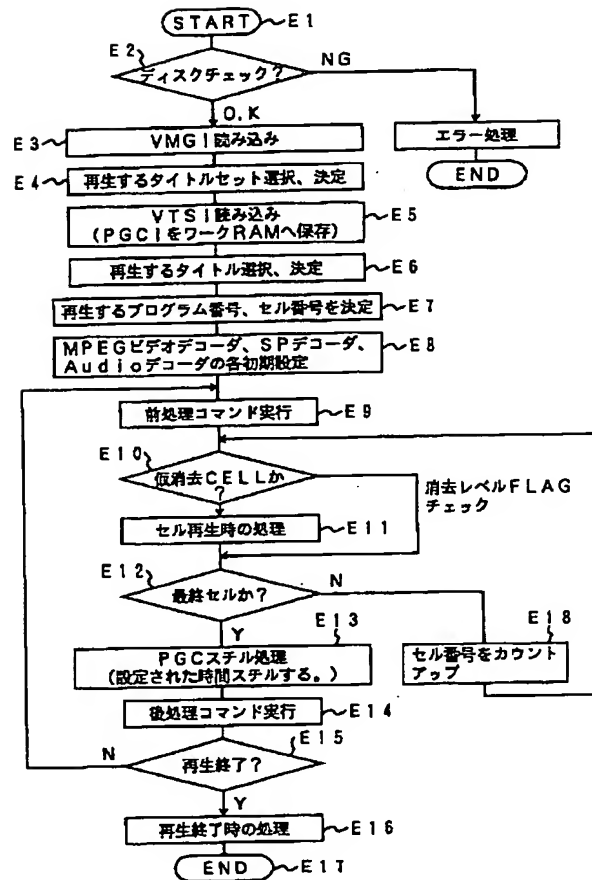 START E1
E2 ディスクチェック? NG
O.K
エラー処理
END
E3 VMGI読み込み
E4 再生するタイトルセット選択、決定
VTSI読み込み E5
(PGCIをワークRAMへ保存)
再生するタイトル選択、決定 E6
再生するプログラム番号、セル番号を決定 E7
MPEGビデオデコーダ、SPデコーダ、 E8
Audioデコーダの各初期設定
前処理コマンド実行 E9
E10 仮消去CELLか
?
消去レベルFLAG
チェック
セル再生時の処理 E11
E12 最終セルか? N
Y
E13
PGCスチル処理
(設定された時間スチルする。)
E18
セル番号をカウント
アップ
後処理コマンド実行 E14
E15
N 再生終了?
Y
再生終了時の処理 E16
END E17